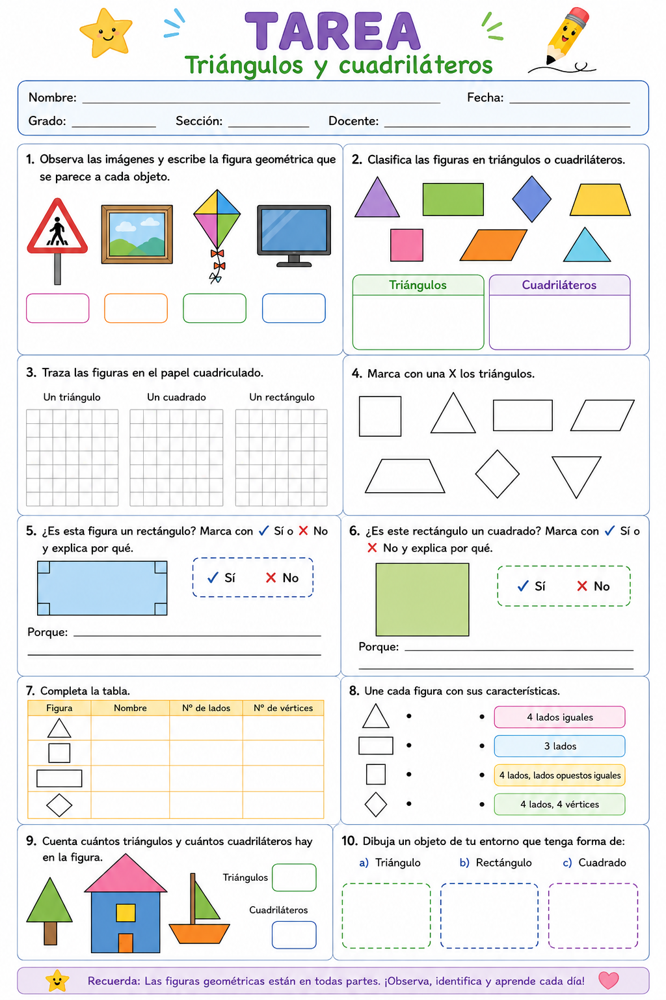 TAREA
Triángulos y cuadriláteros
Nombre:
Fecha:
Grado:
Sección:
Docente:
1. Observa las imágenes y escribe la figura geométrica que
se parece a cada objeto.
2. Clasifica las figuras en triángulos o cuadriláteros.
Triángulos
Cuadriláteros
3. Traza las figuras en el papel cuadriculado.
Un triángulo
Un cuadrado
Un rectángulo
4. Marca con una X los triángulos.
5. ¿Es esta figura un rectángulo? Marca con ✓ Sí o ✗ No
y explica por qué.
✓ Sí
✗ No
Porque:
6. ¿Es este rectángulo un cuadrado? Marca con ✓ Sí o
✗ No y explica por qué.
✓ Sí
✗ No
Porque:
7. Completa la tabla.
Figura
Nombre
Nº de lados
Nº de vértices
8. Une cada figura con sus características.
4 lados iguales
3 lados
4 lados, lados opuestos iguales
4 lados, 4 vértices
9. Cuenta cuántos triángulos y cuántos cuadriláteros hay
en la figura.
Triángulos
Cuadriláteros
10. Dibuja un objeto de tu entorno que tenga forma de:
a) Triángulo
b) Rectángulo
c) Cuadrado
Recuerda: Las figuras geométricas están en todas partes. ¡Observa, identifica y aprende cada día!